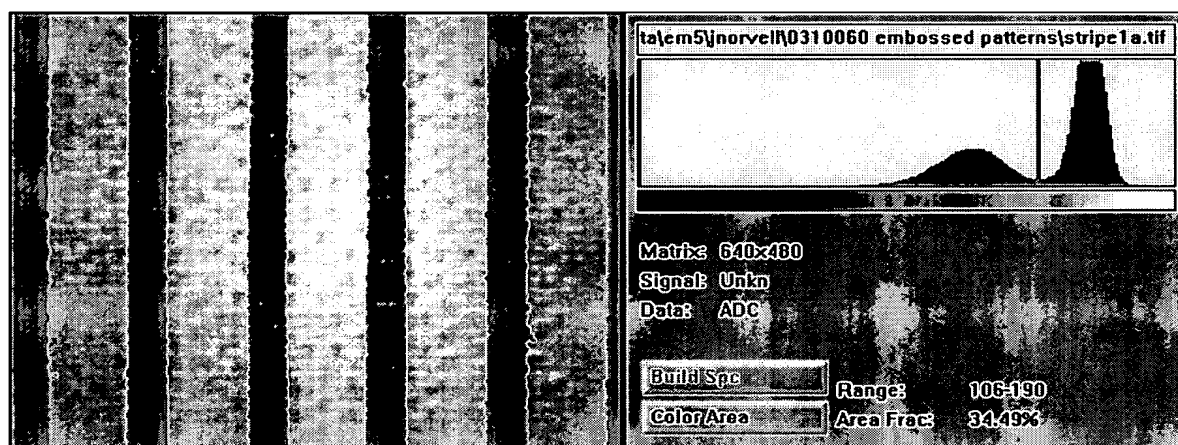 ta\em5\jnorvell\0310060 embossed patterns\stripe1a.tif
Matrix: 640x480
Signal: Unkn
Data: ADC
Build Spc
Range: 106-190
Color Area
Area Frac: 34.49%